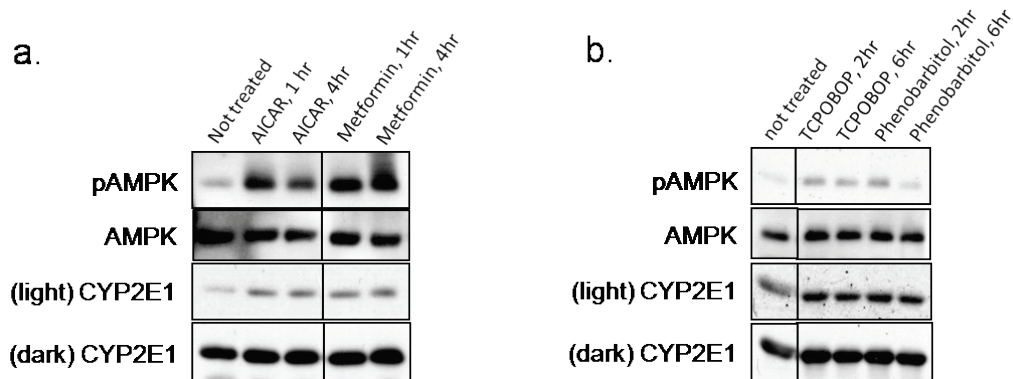 a.
Not treated
AICAR, 1 hr
AICAR, 4hr
Metformin, 1hr
Metformin, 4hr
pAMPK
AMPK
(light) CYP2E1
(dark) CYP2E1
b.
not treated
TCPOBOP, 2hr
TCPOBOP, 6hr
Phenobarbitol, 2hr
Phenobarbitol, 6hr
pAMPK
AMPK
(light) CYP2E1
(dark) CYP2E1